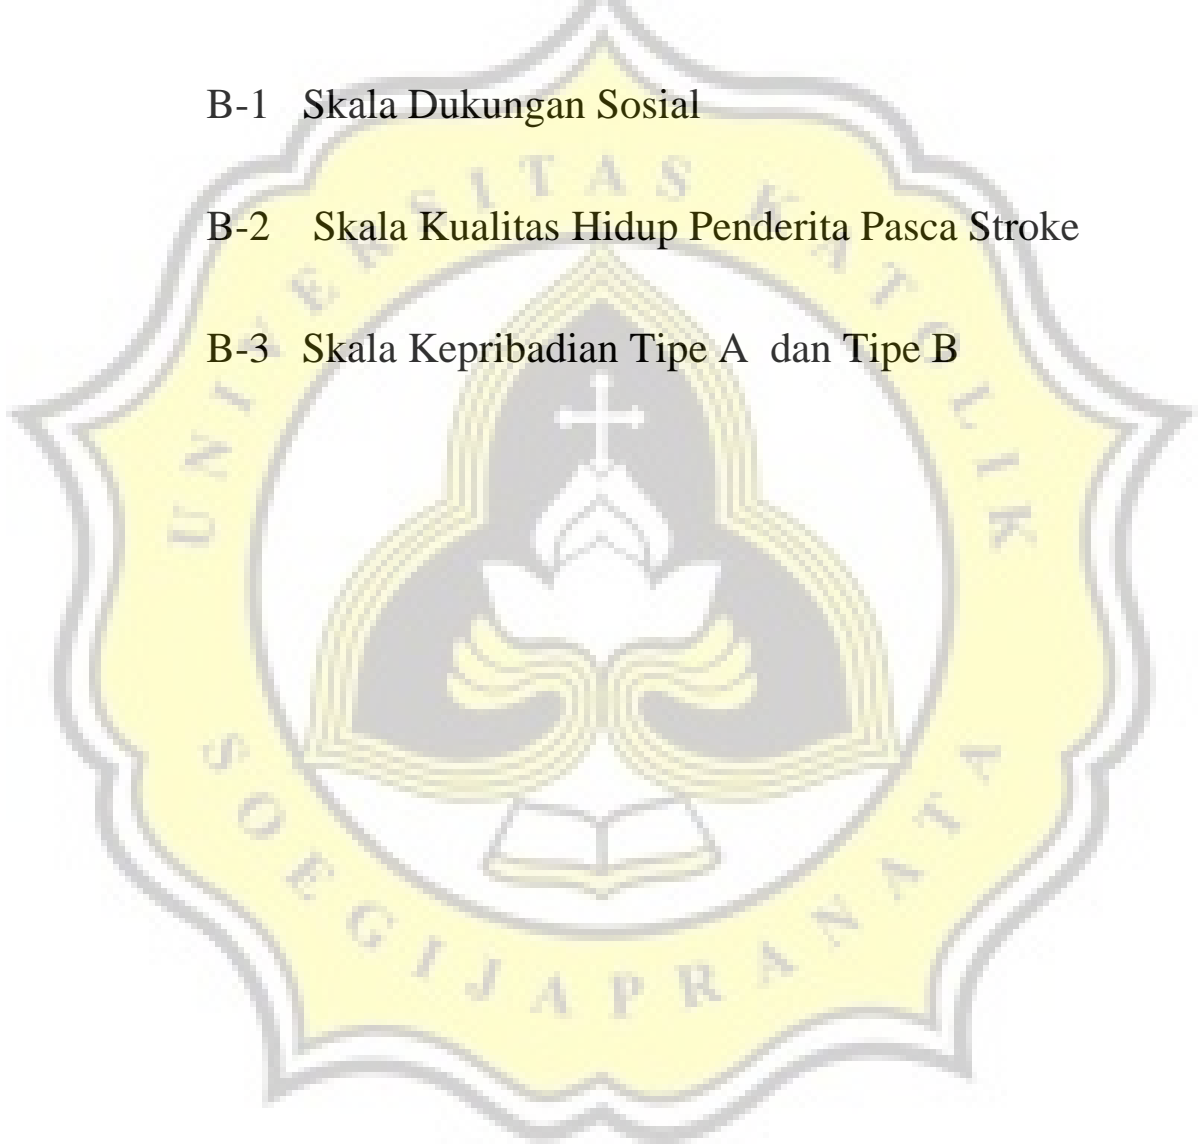 B-1 Skala Dukungan Sosial
B-2 Skala Kualitas Hidup Penderita Pasca Stroke
B-3 Skala Kepribadian Tipe A dan Tipe B
UNIVERSITAS KATOLIK
SOEGIJAPRANATA